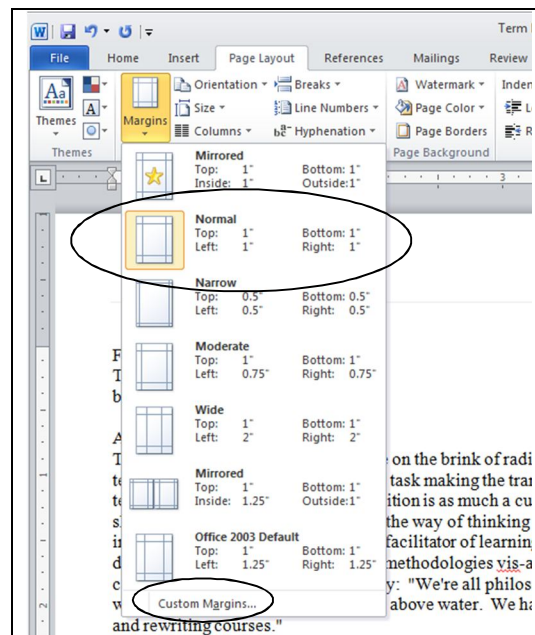 Term
File Home Insert Page Layout References Mailings Review
Orientation Breaks Watermark Inden
Size Line Numbers Page Color
Themes Margins Columns Hyphenation Page Borders
Themes Page Background
Mirrored
Top: 1" Bottom: 1"
Inside: 1" Outside:1"
3
Normal
Top: 1" Bottom: 1"
Left: 1" Right: 1"
Narrow
Top: 0.5" Bottom: 0.5"
Left: 0.5" Right: 0.5"
Moderate
Top: 1" Bottom: 1"
Left: 0.75" Right: 0.75"
Wide
Top: 1" Bottom: 1"
Left: 2" Right: 2"
Mirrored
Top: 1" Bottom: 1"
Inside: 1.25" Outside:1"
Office 2003 Default
Top: 1" Bottom: 1"
Left: 1.25" Right: 1.25"
Custom Margins...
on the brink of radi
task making the tran
ition is as much a cu
the way of thinking
facilitator of learning
methodologies vis-a
y: "We're all philos
above water. We ha
and rewriting courses."